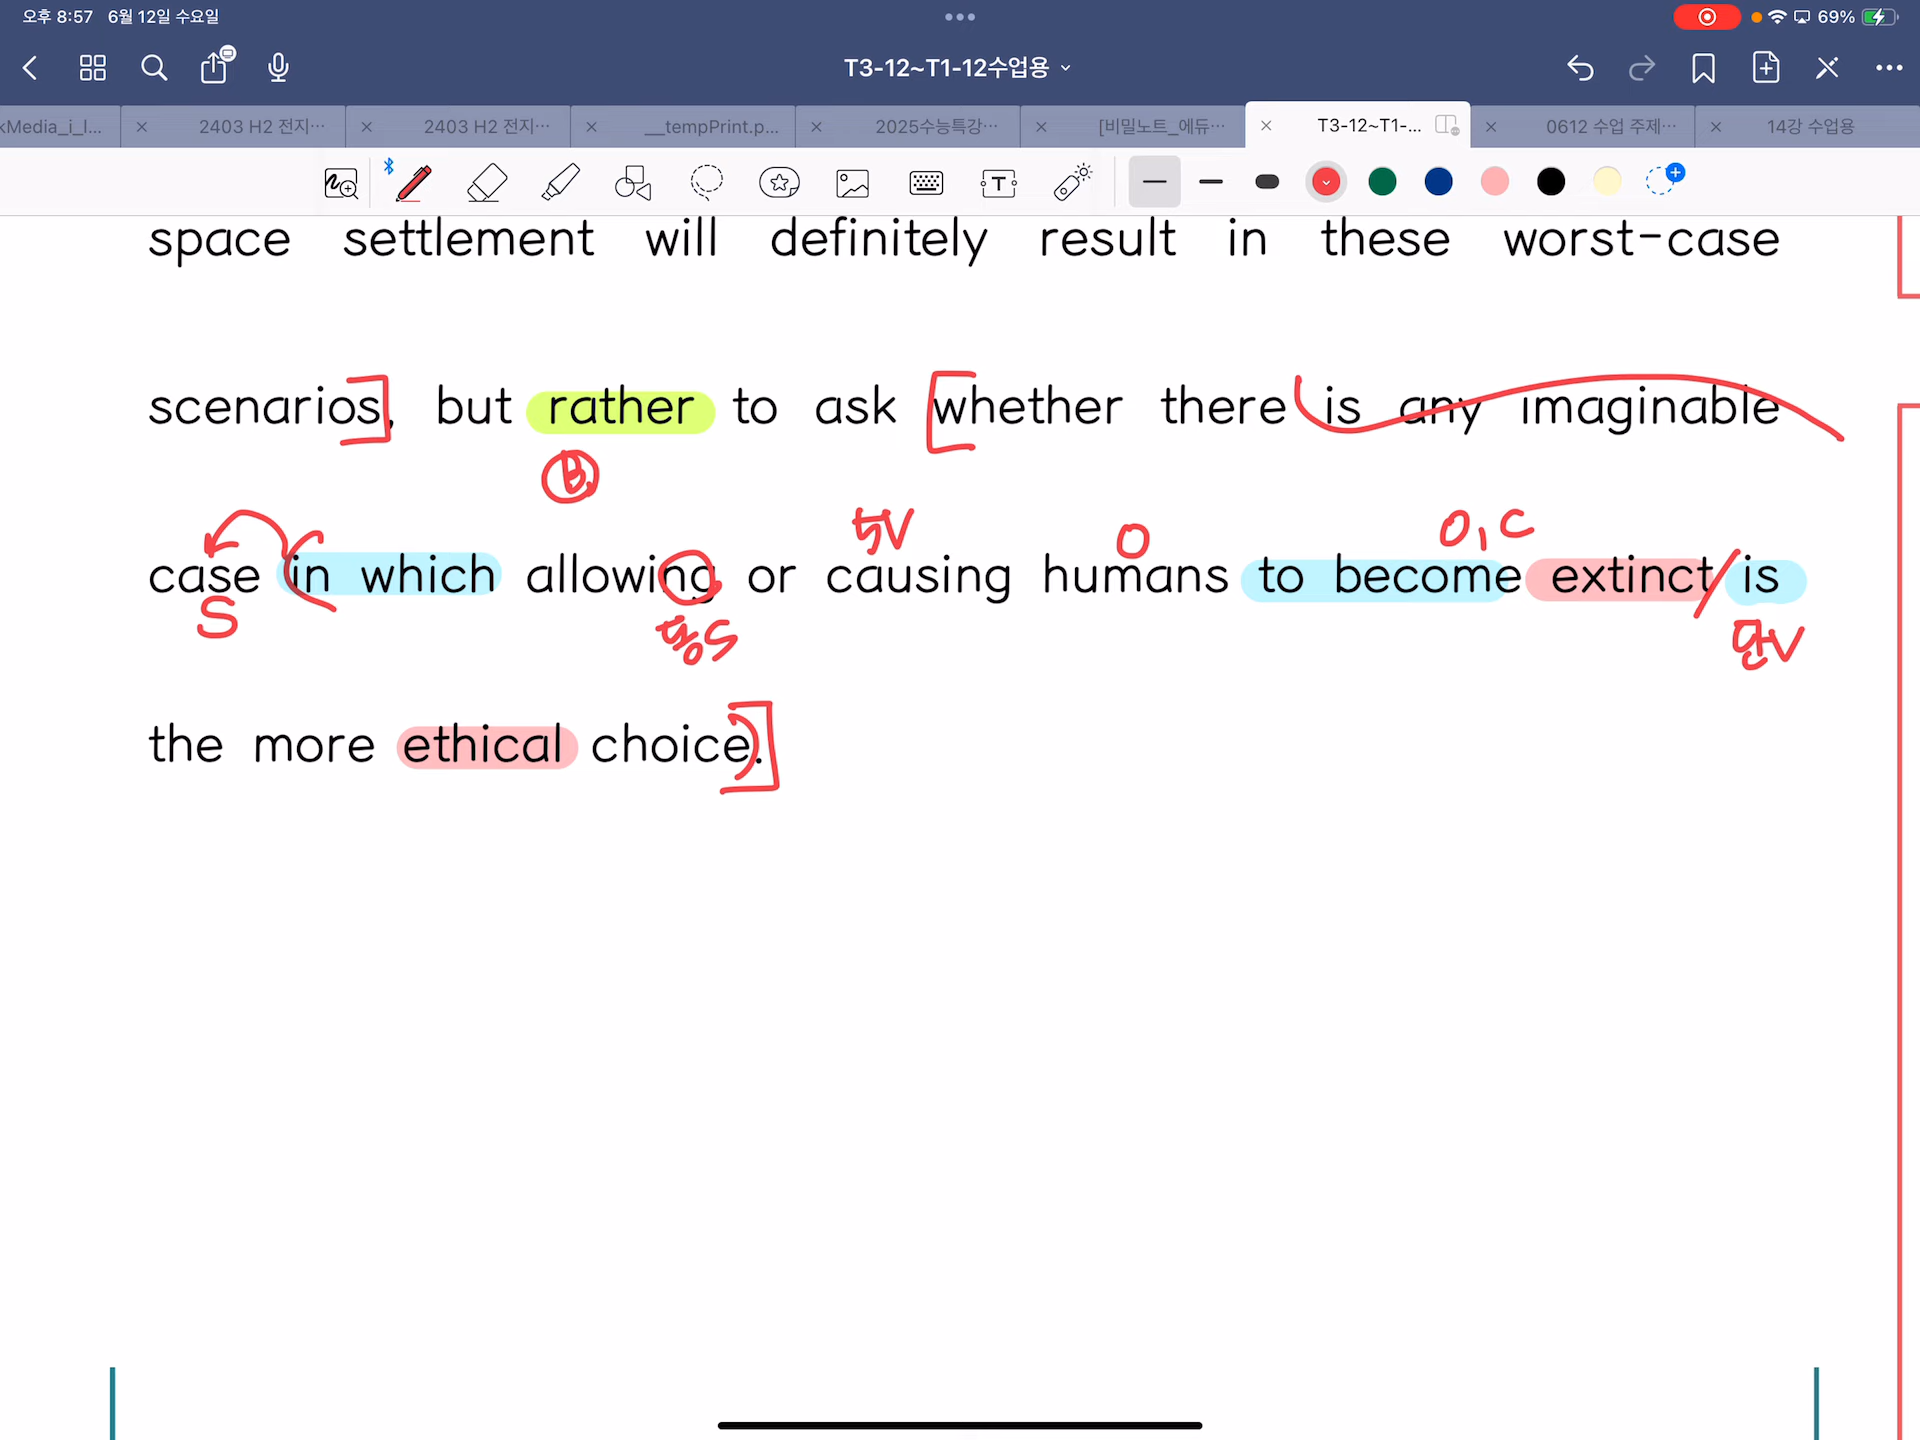 오후 8:57 6월 12일 수요일
69%
T3-12~T1-12수업용
kMedia_i_l...
2403 H2 전지···
2403 H2 전지···
__tempPrint.p...
2025수능특강···
[비밀노트_에듀···
T3-12~T1-...
0612 수업 주제···
14강 수업용
space settlement will definitely result in these worst-case
scenarios, but rather to ask whether there is any imaginable
B
5V O O,C
case in which allowing or causing humans to become extinct is
S 동S 단V
the more ethical choice.